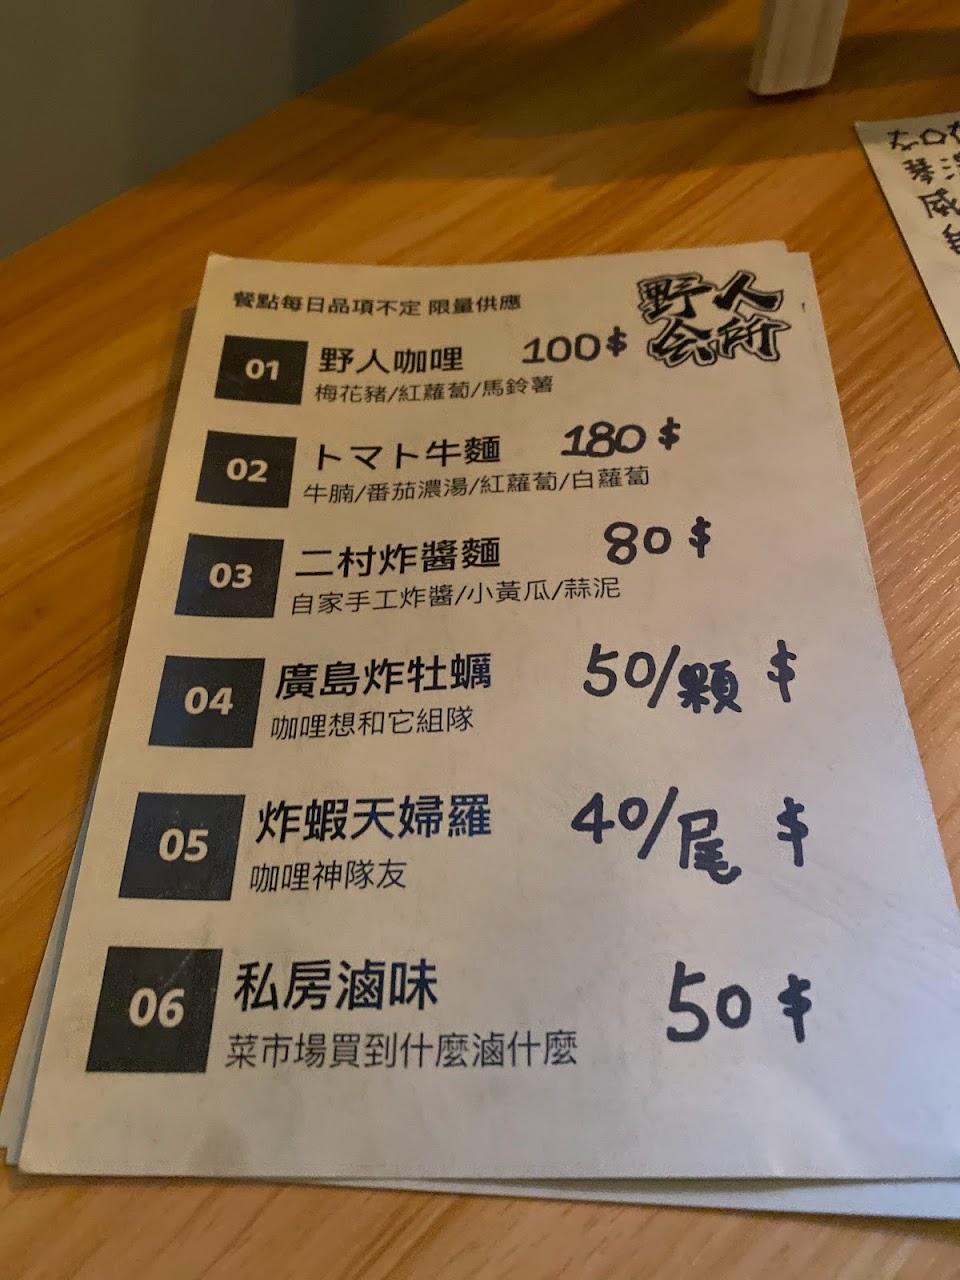 餐點每日品項不定 限量供應
野人
会所
01 野人咖哩 100$
梅花豬/紅蘿蔔/馬鈴薯
02 トマト牛麵 180$
牛腩/番茄濃湯/紅蘿蔔/白蘿蔔
03 二村炸醬麵 80$
自家手工炸醬/小黃瓜/蒜泥
04 廣島炸牡蠣 50/顆 $
咖哩想和它組隊
05 炸蝦天婦羅 40/尾 $
咖哩神隊友
06 私房滷味 50 $
菜市場買到什麼滷什麼
威